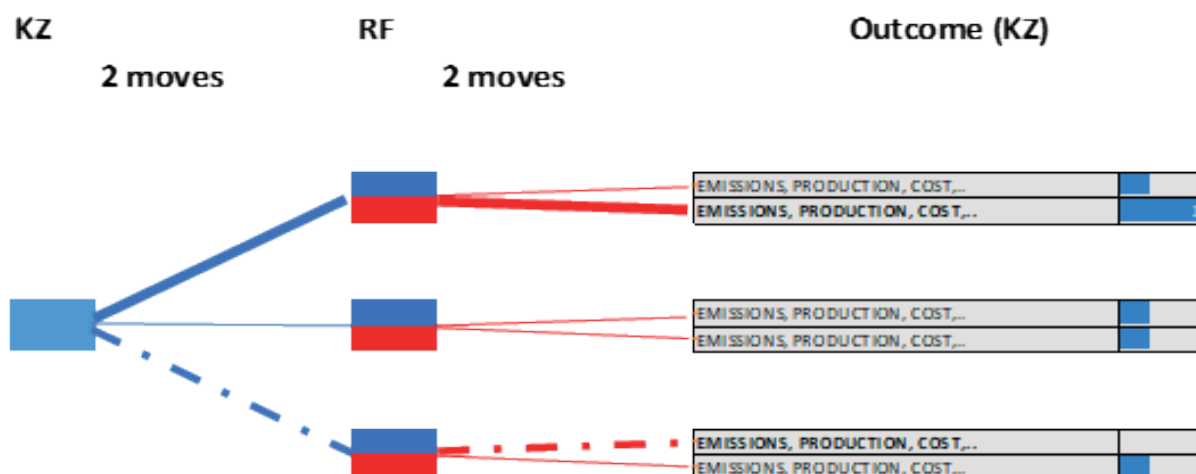 KZ RF Outcome (KZ)
2 moves 2 moves
EMISSIONS, PRODUCTION, COST,..
EMISSIONS, PRODUCTION, COST,..
EMISSIONS, PRODUCTION, COST,..
EMISSIONS, PRODUCTION, COST,..
EMISSIONS, PRODUCTION, COST,..
EMISSIONS, PRODUCTION, COST,..